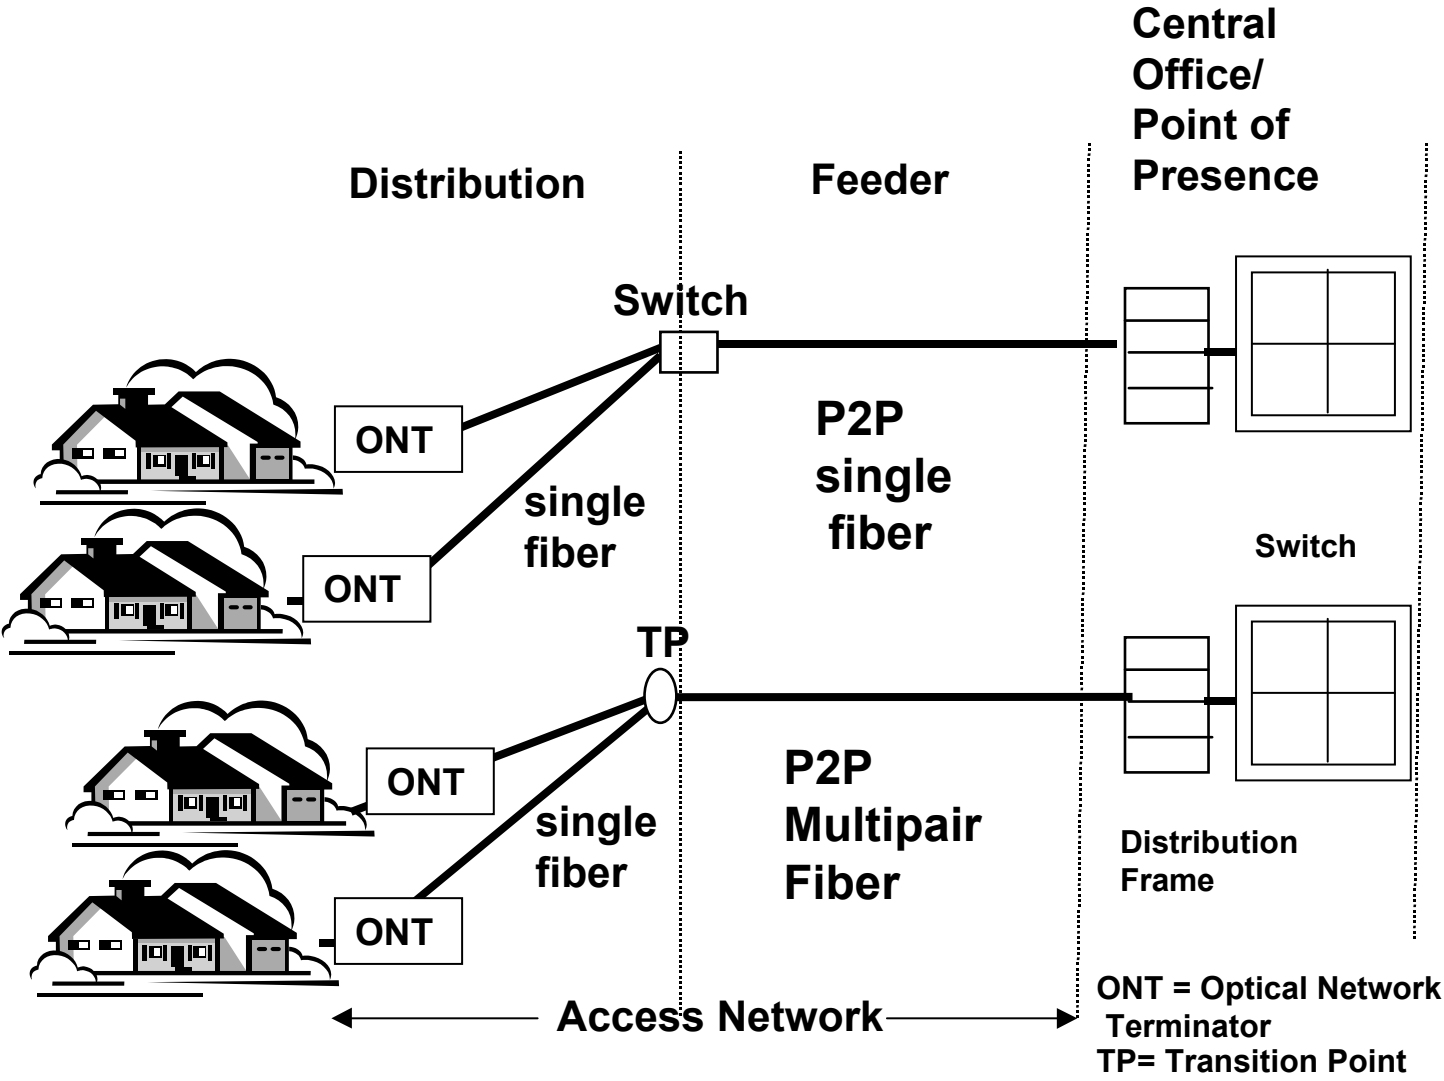 Central
Office/
Point of
Presence
Distribution
Feeder
Switch
ONT
P2P
single
fiber
single
fiber
ONT
Switch
TP
ONT
P2P
Multipair
Fiber
single
fiber
Distribution
Frame
ONT
Access Network
ONT = Optical Network
Terminator
TP= Transition Point